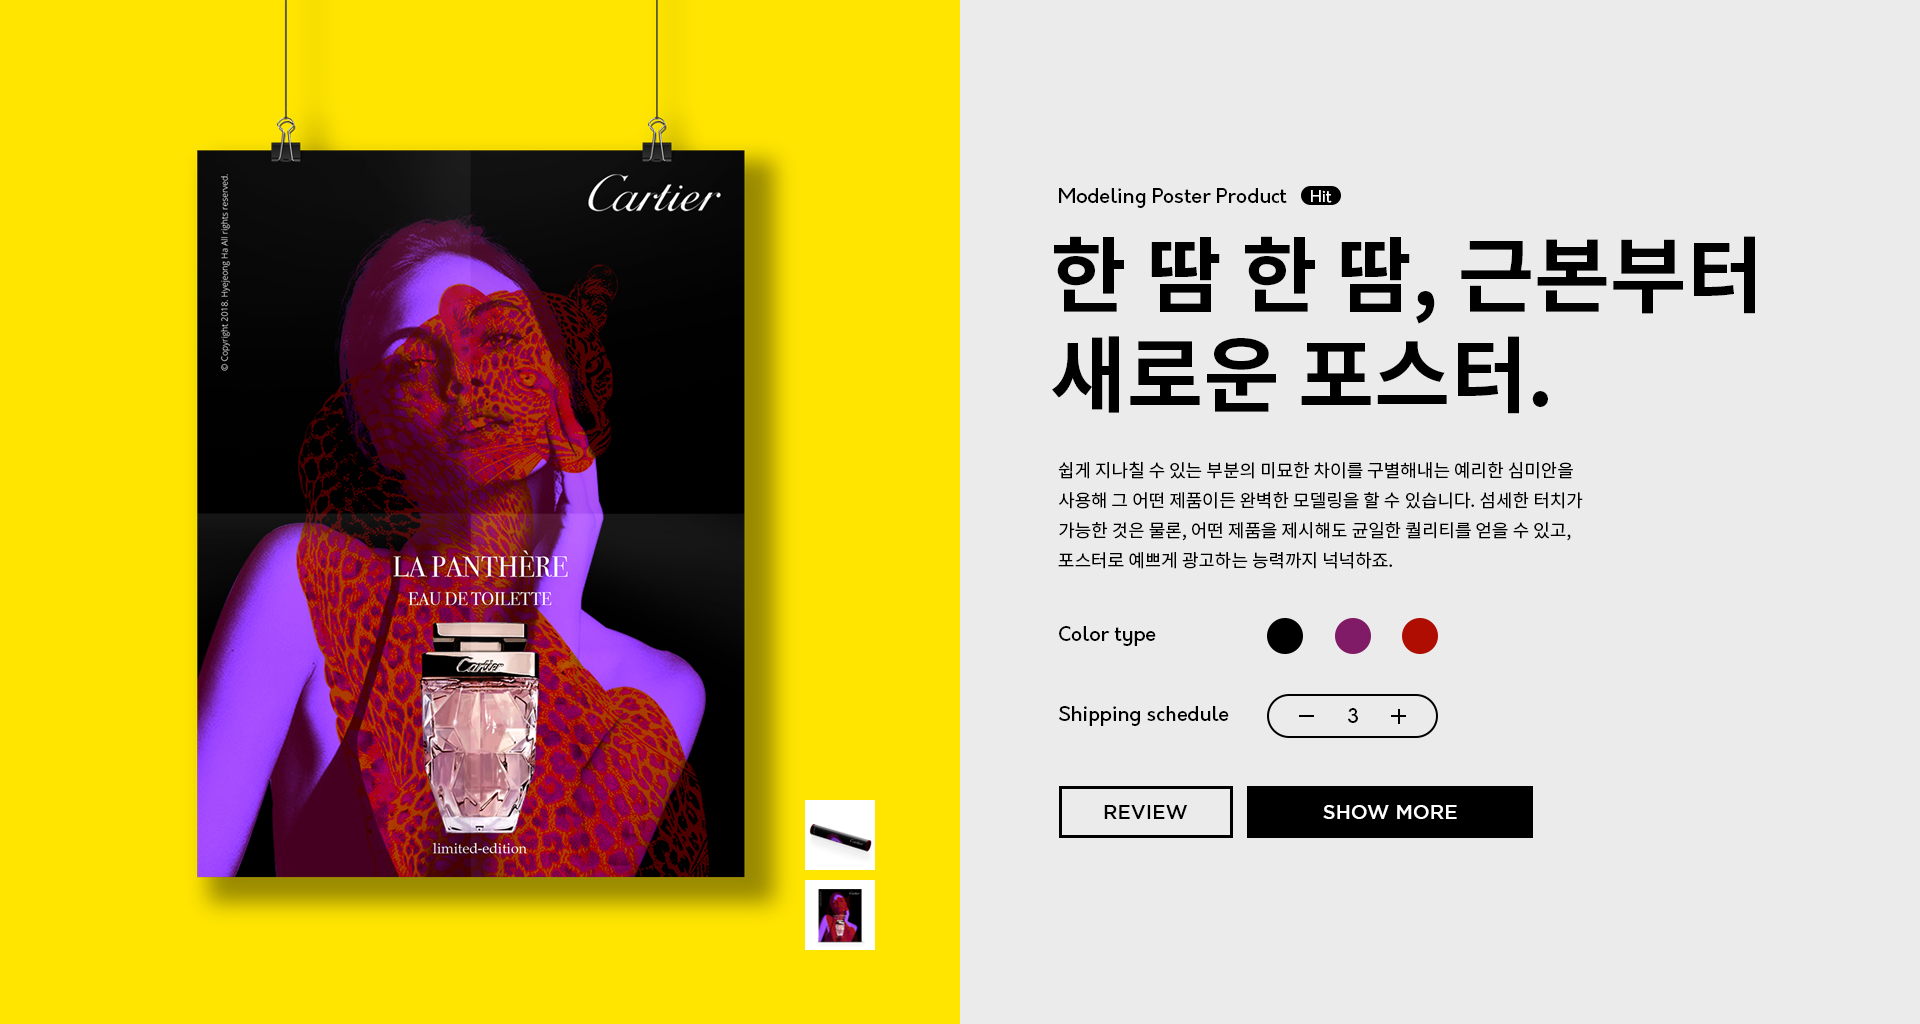 © Copyright 2018. Hyejeong Ha All rights reserved.
Cartier
LA PANTHÈRE
EAU DE TOILETTE
Cartier
limited-edition
Modeling Poster Product Hit
한 땀 한 땀, 근본부터
새로운 포스터.
쉽게 지나칠 수 있는 부분의 미묘한 차이를 구별해내는 예리한 심미안을
사용해 그 어떤 제품이든 완벽한 모델링을 할 수 있습니다. 섬세한 터치가
가능한 것은 물론, 어떤 제품을 제시해도 균일한 퀄리티를 얻을 수 있고,
포스터로 예쁘게 광고하는 능력까지 넉넉하죠.
Color type
Shipping schedule − 3 +
REVIEW SHOW MORE